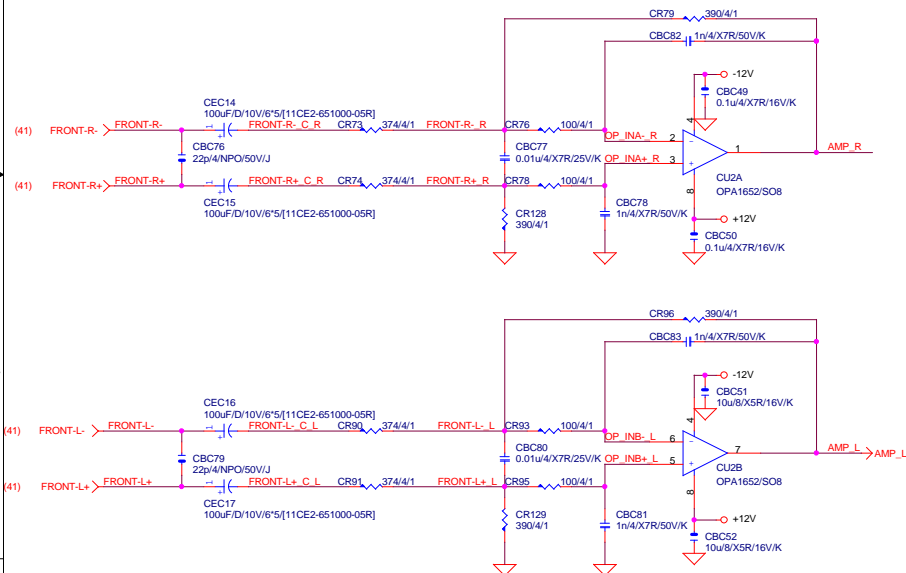 CR79 390/4/1
CBC82 1n/4/X7R/50V/K
-12V
CBC49
0.1u/4/X7R/16V/K
CEC14
100uF/D/10V/6*5/[11CE2-651000-05R]
(41) FRONT-R- FRONT-R- 1 + FRONT-R-_C_R CR73 374/4/1 FRONT-R-_R CR76 100/4/1
CBC76
22p/4/NPO/50V/J
CBC77
0.01u/4/X7R/25V/K
OP_INA-_R 2 - 4
OP_INA+_R 3 + 1 AMP_R
8
CU2A
OPA1652/SO8
(41) FRONT-R+ FRONT-R+ 1 + FRONT-R+_C_R CR74 374/4/1 FRONT-R+_R CR78 100/4/1
CEC15
100uF/D/10V/6*5/[11CE2-651000-05R]
CR128
390/4/1
CBC78
1n/4/X7R/50V/K
+12V
CBC50
0.1u/4/X7R/16V/K
CR96 390/4/1
CBC83 1n/4/X7R/50V/K
-12V
CBC51
10u/8/X5R/16V/K
CEC16
100uF/D/10V/6*5/[11CE2-651000-05R]
(41) FRONT-L- FRONT-L- 1 + FRONT-L-_C_L CR90 374/4/1 FRONT-L-_L CR93 100/4/1
CBC79
22p/4/NPO/50V/J
CBC80
0.01u/4/X7R/25V/K
OP_INB-_L 6 - 4
OP_INB+_L 5 + 7 AMP_L AMP_L
8
CU2B
OPA1652/SO8
(41) FRONT-L+ FRONT-L+ 1 + FRONT-L+_C_L CR91 374/4/1 FRONT-L+_L CR95 100/4/1
CEC17
100uF/D/10V/6*5/[11CE2-651000-05R]
CR129
390/4/1
CBC81
1n/4/X7R/50V/K
+12V
CBC52
10u/8/X5R/16V/K